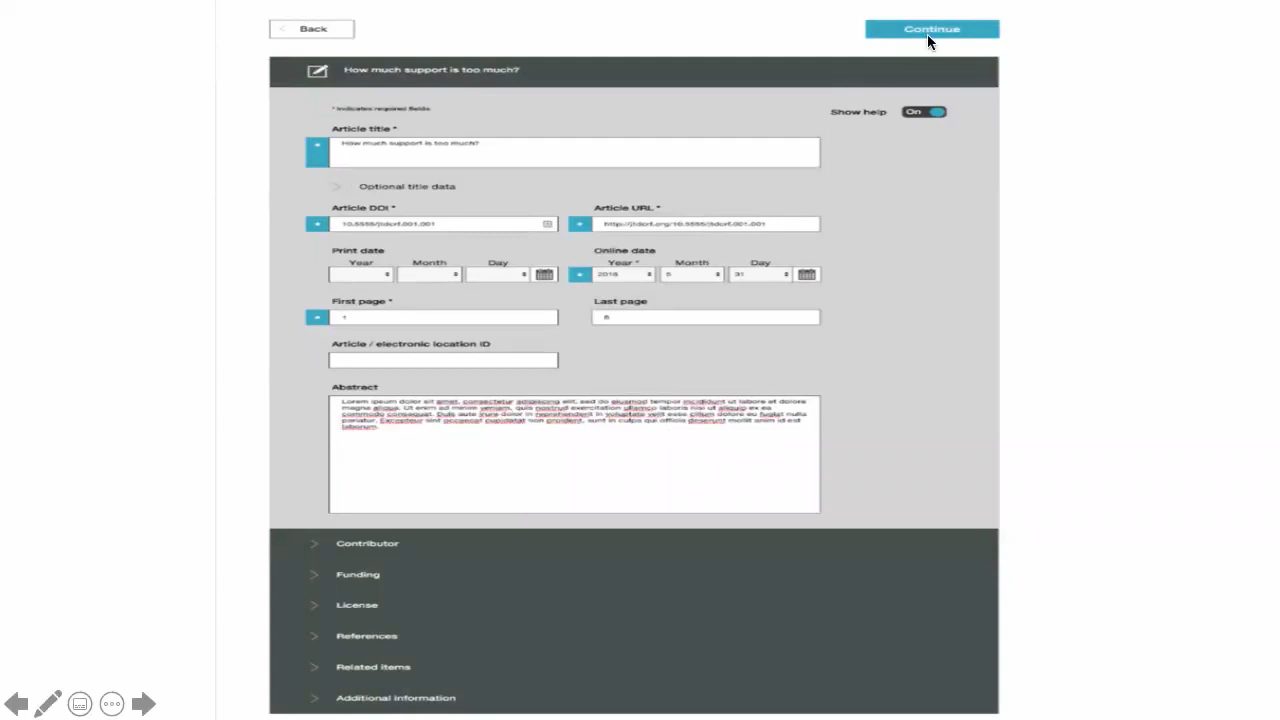 Back
Continue
How much support is too much?
* Indicates required fields
Show help
On
Article title *
How much support is too much?
Optional title data
Article DOI *
Article URL *
10.5555/jtdcrf.001.001
http://jtdcrf.org/10.5555/jtdcrf.001.001
Print date
Online date
Year Month Day
Year * Month Day
2018 5 31
First page *
Last page
1
6
Article / electronic location ID
Abstract
Lorem ipsum dolor sit amet, consectetur adipisicing elit, sed do eiusmod tempor incididunt ut labore et dolore
magna aliqua. Ut enim ad minim veniam, quis nostrud exercitation ullamco laboris nisi ut aliquip ex ea
commodo consequat. Duis aute irure dolor in reprehenderit in voluptate velit esse cillum dolore eu fugiat nulla
pariatur. Excepteur sint occaecat cupidatat non proident, sunt in culpa qui officia deserunt mollit anim id est
laborum.
Contributor
Funding
License
References
Related items
Additional information